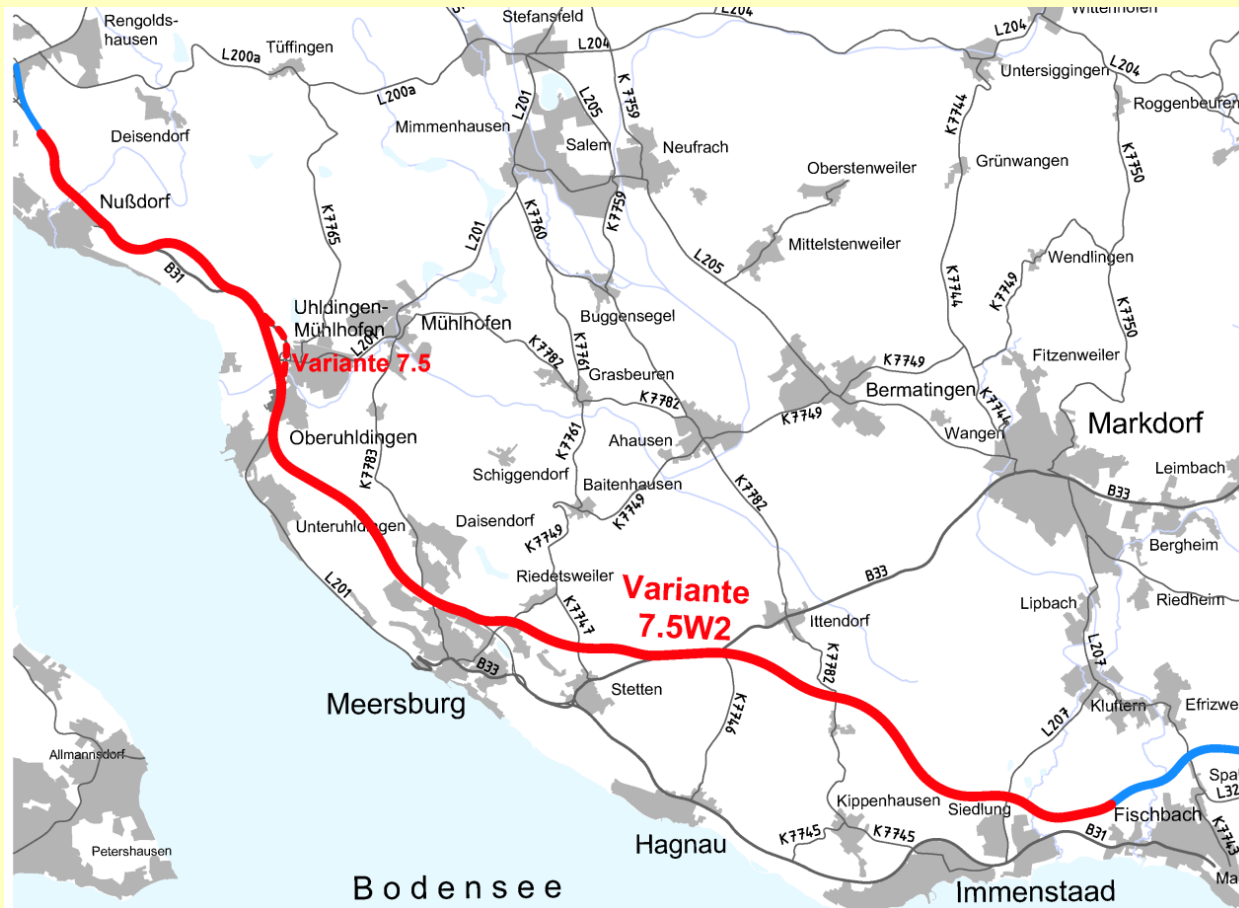 Rengolds-
hausen
Stefansfeld
L204
L204
Wittenhofen
L200a
Tüffingen
L204
L204
Untersiggingen
L200a
L201
L205
K 7759
K7744
Roggenbeuren
Deisendorf
Mimmenhausen
Salem
Neufrach
Oberstenweiler
Grünwangen
K7750
Nußdorf
K7765
K7759
K7760
L201
Mittelstenweiler
L205
K7744
K7749
Wendlingen
B31
Uhldingen-
Mühlhofen
Mühlhofen
Buggensegel
K7750
L201
Variante 7.5
K7782
K7761
Grasbeuren
K7782
K7749
Fitzenweiler
Bermatingen
K7749
K7744
Wangen
Markdorf
Oberuhldingen
K7783
Schiggendorf
K7761
Ahausen
Baitenhausen
K7782
B33
Leimbach
Unteruhldingen
Daisendorf
K7749
K7749
Bergheim
L201
Riedetsweiler
B33
Variante
7.5W2
K7747
Ittendorf
Lipbach
Riedheim
L207
B33
Stetten
K7782
Meersburg
K7746
L207
Kluftern
Allmannsdorf
Kippenhausen
Siedlung
Fischbach
L32
K7745
K7745
B31
K7743
Hagnau
Petershausen
Bodensee
Immenstaad